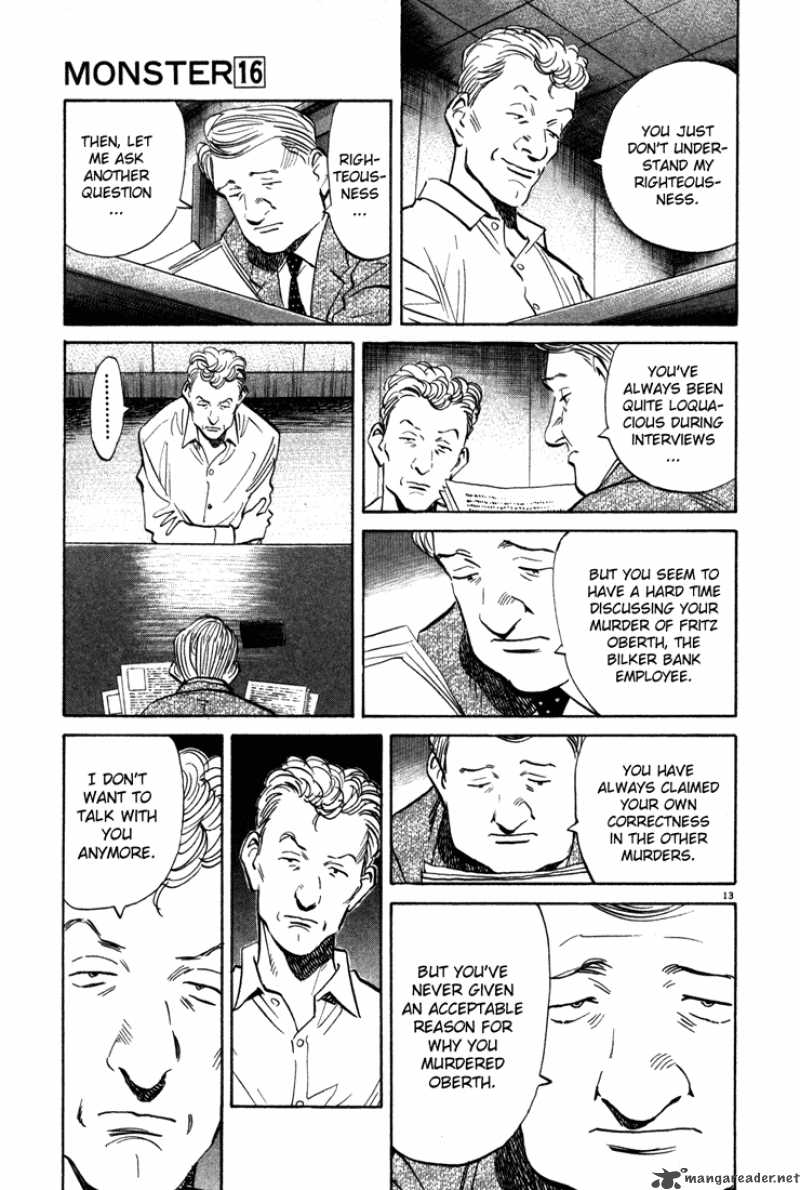 MONSTER16
YOU JUST
DON'T UNDER-
STAND MY
RIGHTEOUS-
NESS.
RIGH-
TEOUS-
NESS
...
THEN, LET
ME ASK
ANOTHER
QUESTION
...
YOU'VE
ALWAYS BEEN
QUITE LOQUA-
CIOUS DURING
INTERVIEWS
...
BUT YOU SEEM TO
HAVE A HARD TIME
DISCUSSING YOUR
MURDER OF FRITZ
OBERTH, THE
BILKER BANK
EMPLOYEE.
.........
YOU HAVE
ALWAYS CLAIMED
YOUR OWN
CORRECTNESS
IN THE OTHER
MURDERS.
13
BUT YOU'VE
NEVER GIVEN
AN ACCEPTABLE
REASON FOR
WHY YOU
MURDERED
OBERTH.
I DON'T
WANT TO
TALK WITH
YOU
ANYMORE.
mangareader.net